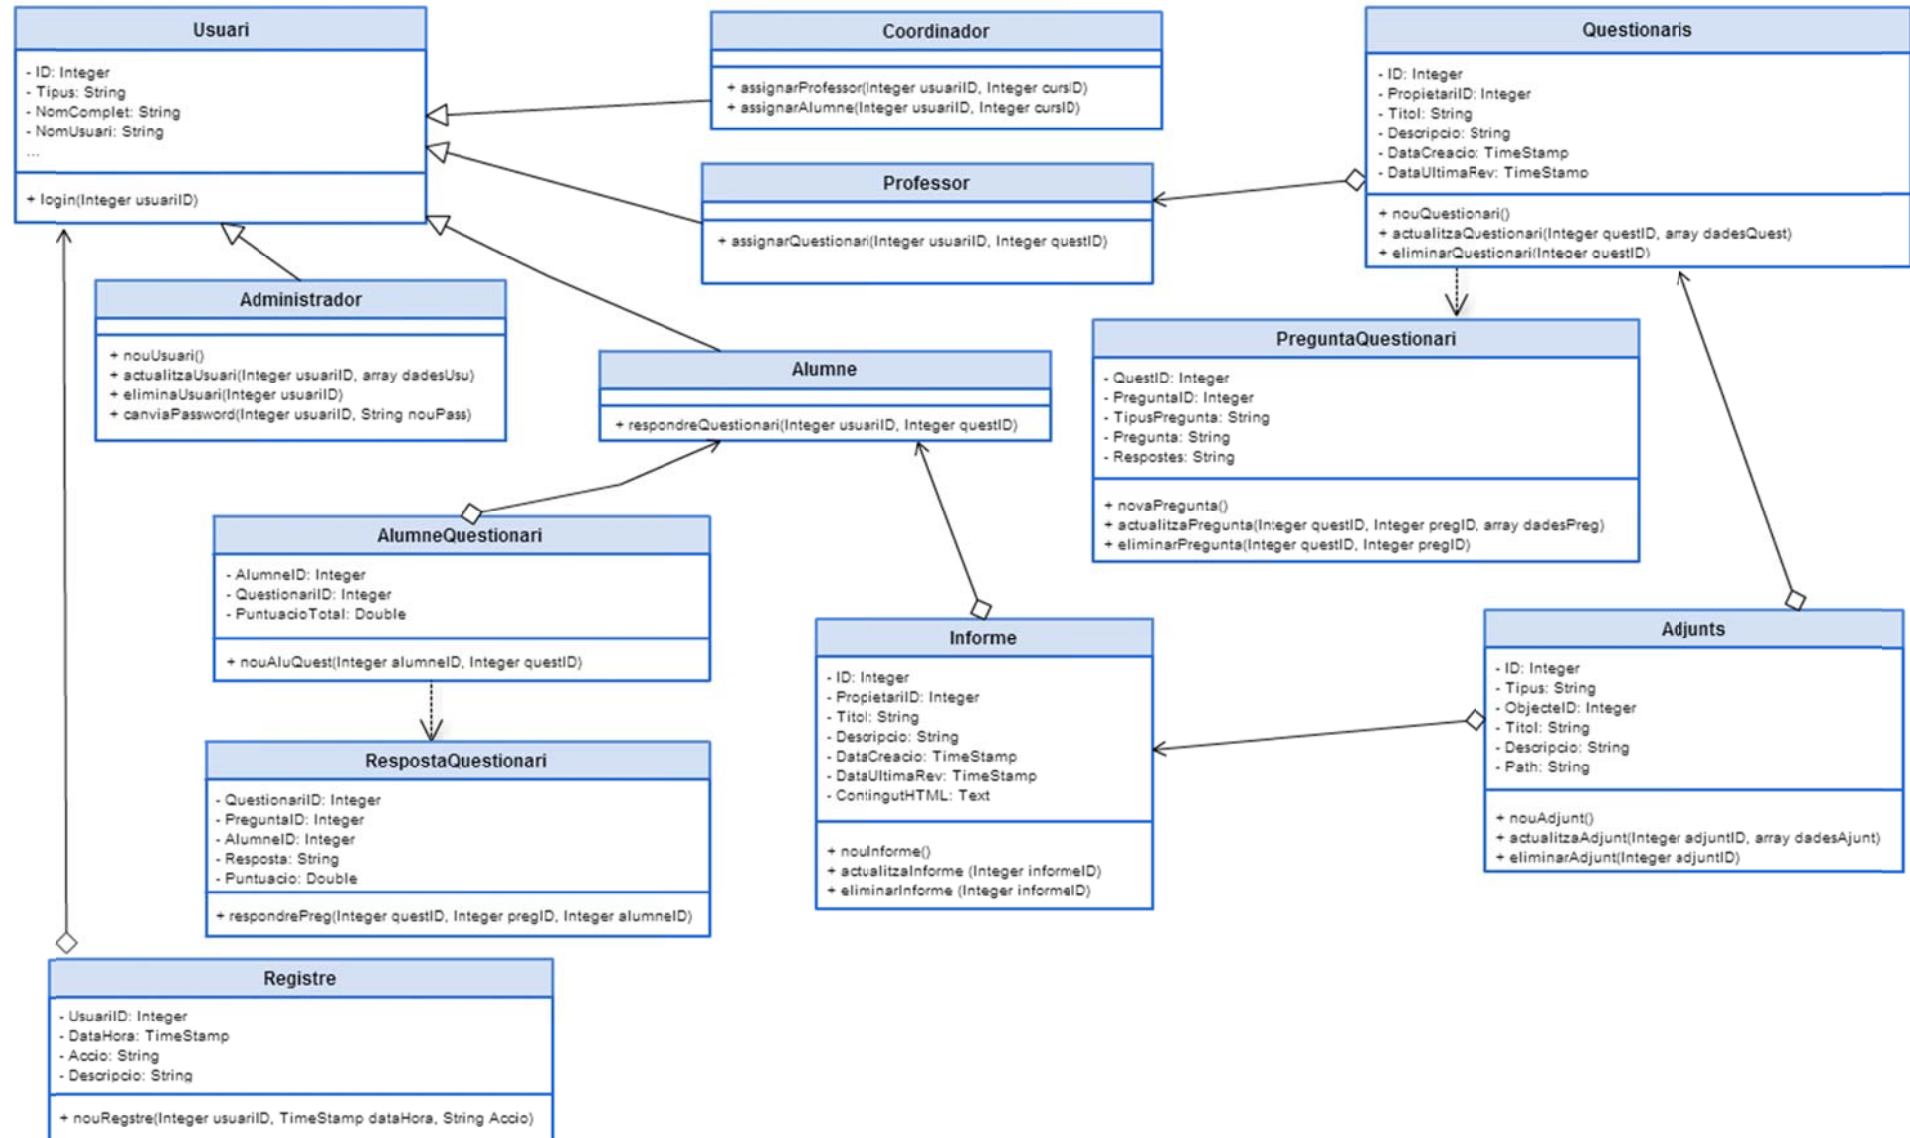 Usuari
- ID: Integer
- Tipus: String
- NomComplet: String
- NomUsuari: String
...
+ login(Integer usuariID)
Coordinador
+ assignarProfessor(Integer usuariID, Integer cursID)
+ assignarAlumne(Integer usuariID, Integer cursID)
Questionaris
- ID: Integer
- PropietariID: Integer
- Titol: String
- Descripcio: String
- DataCreacio: TimeStamp
- DataUltimaRev: TimeStamp
+ nouQuestionari()
+ actualitzaQuestionari(Integer questID, array dadesQuest)
+ eliminarQuestionari(Integer questID)
Professor
+ assignarQuestionari(Integer usuariID, Integer questID)
Administrador
+ nouUsuari()
+ actualitzaUsuari(Integer usuariID, array dadesUsu)
+ eliminaUsuari(Integer usuariID)
+ canviaPassword(Integer usuariID, String nouPass)
Alumne
+ respondreQuestionari(Integer usuariID, Integer questID)
PreguntaQuestionari
- QuestID: Integer
- PreguntaID: Integer
- TipusPregunta: String
- Pregunta: String
- Respostes: String
+ novaPregunta()
+ actualitzaPregunta(Integer questID, Integer pregID, array dadesPreg)
+ eliminarPregunta(Integer questID, Integer pregID)
AlumneQuestionari
- AlumneID: Integer
- QuestionariID: Integer
- PuntuacioTotal: Double
+ nouAluQuest(Integer alumneID, Integer questID)
Informe
- ID: Integer
- PropietariID: Integer
- Titol: String
- Descripcio: String
- DataCreacio: TimeStamp
- DataUltimaRev: TimeStamp
- ContingutHTML: Text
+ nouInforme()
+ actualitzaInforme (Integer informeID)
+ eliminarInforme (Integer informeID)
Adjunts
- ID: Integer
- Tipus: String
- ObjecteID: Integer
- Titol: String
- Descripcio: String
- Path: String
+ nouAdjunt()
+ actualitzaAdjunt(Integer adjuntID, array dadesAjunt)
+ eliminarAdjunt(Integer adjuntID)
RespostaQuestionari
- QuestionariID: Integer
- PreguntaID: Integer
- AlumneID: Integer
- Resposta: String
- Puntuacio: Double
+ respondrePreg(Integer questID, Integer pregID, Integer alumneID)
Registre
- UsuariID: Integer
- DataHora: TimeStamp
- Accio: String
- Descripcio: String
+ nouRegstre(Integer usuariID, TimeStamp dataHora, String Accio)